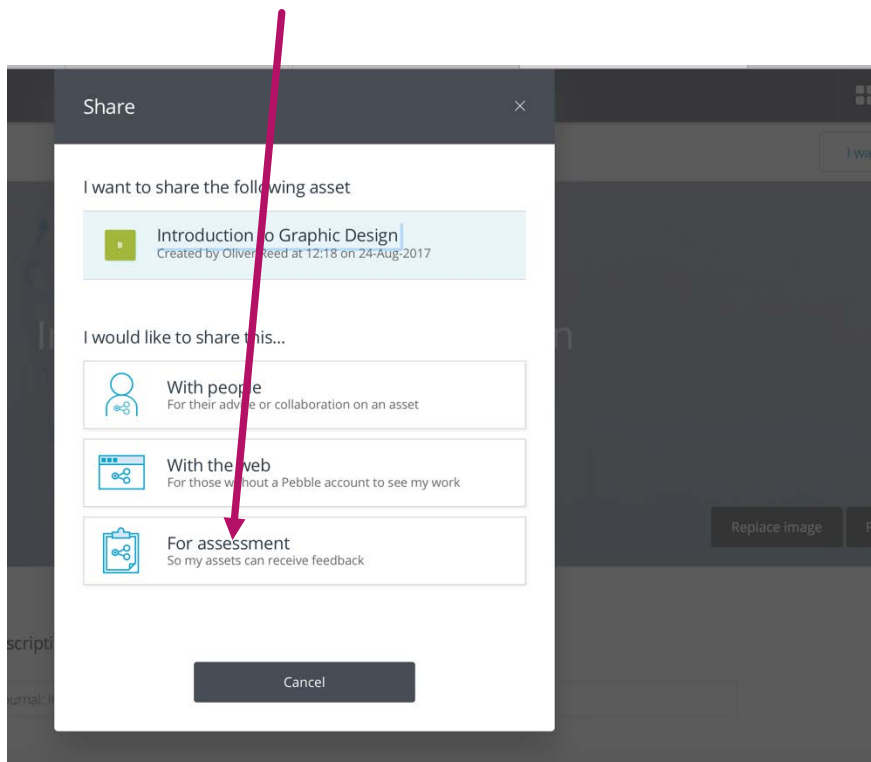 Share
I want to share the following asset
Introduction to Graphic Design
Created by Oliver Reed at 12:18 on 24-Aug-2017
I would like to share this...
With people
For their advice or collaboration on an asset
With the web
For those without a Pebble account to see my work
For assessment
So my assets can receive feedback
Replace image
Cancel